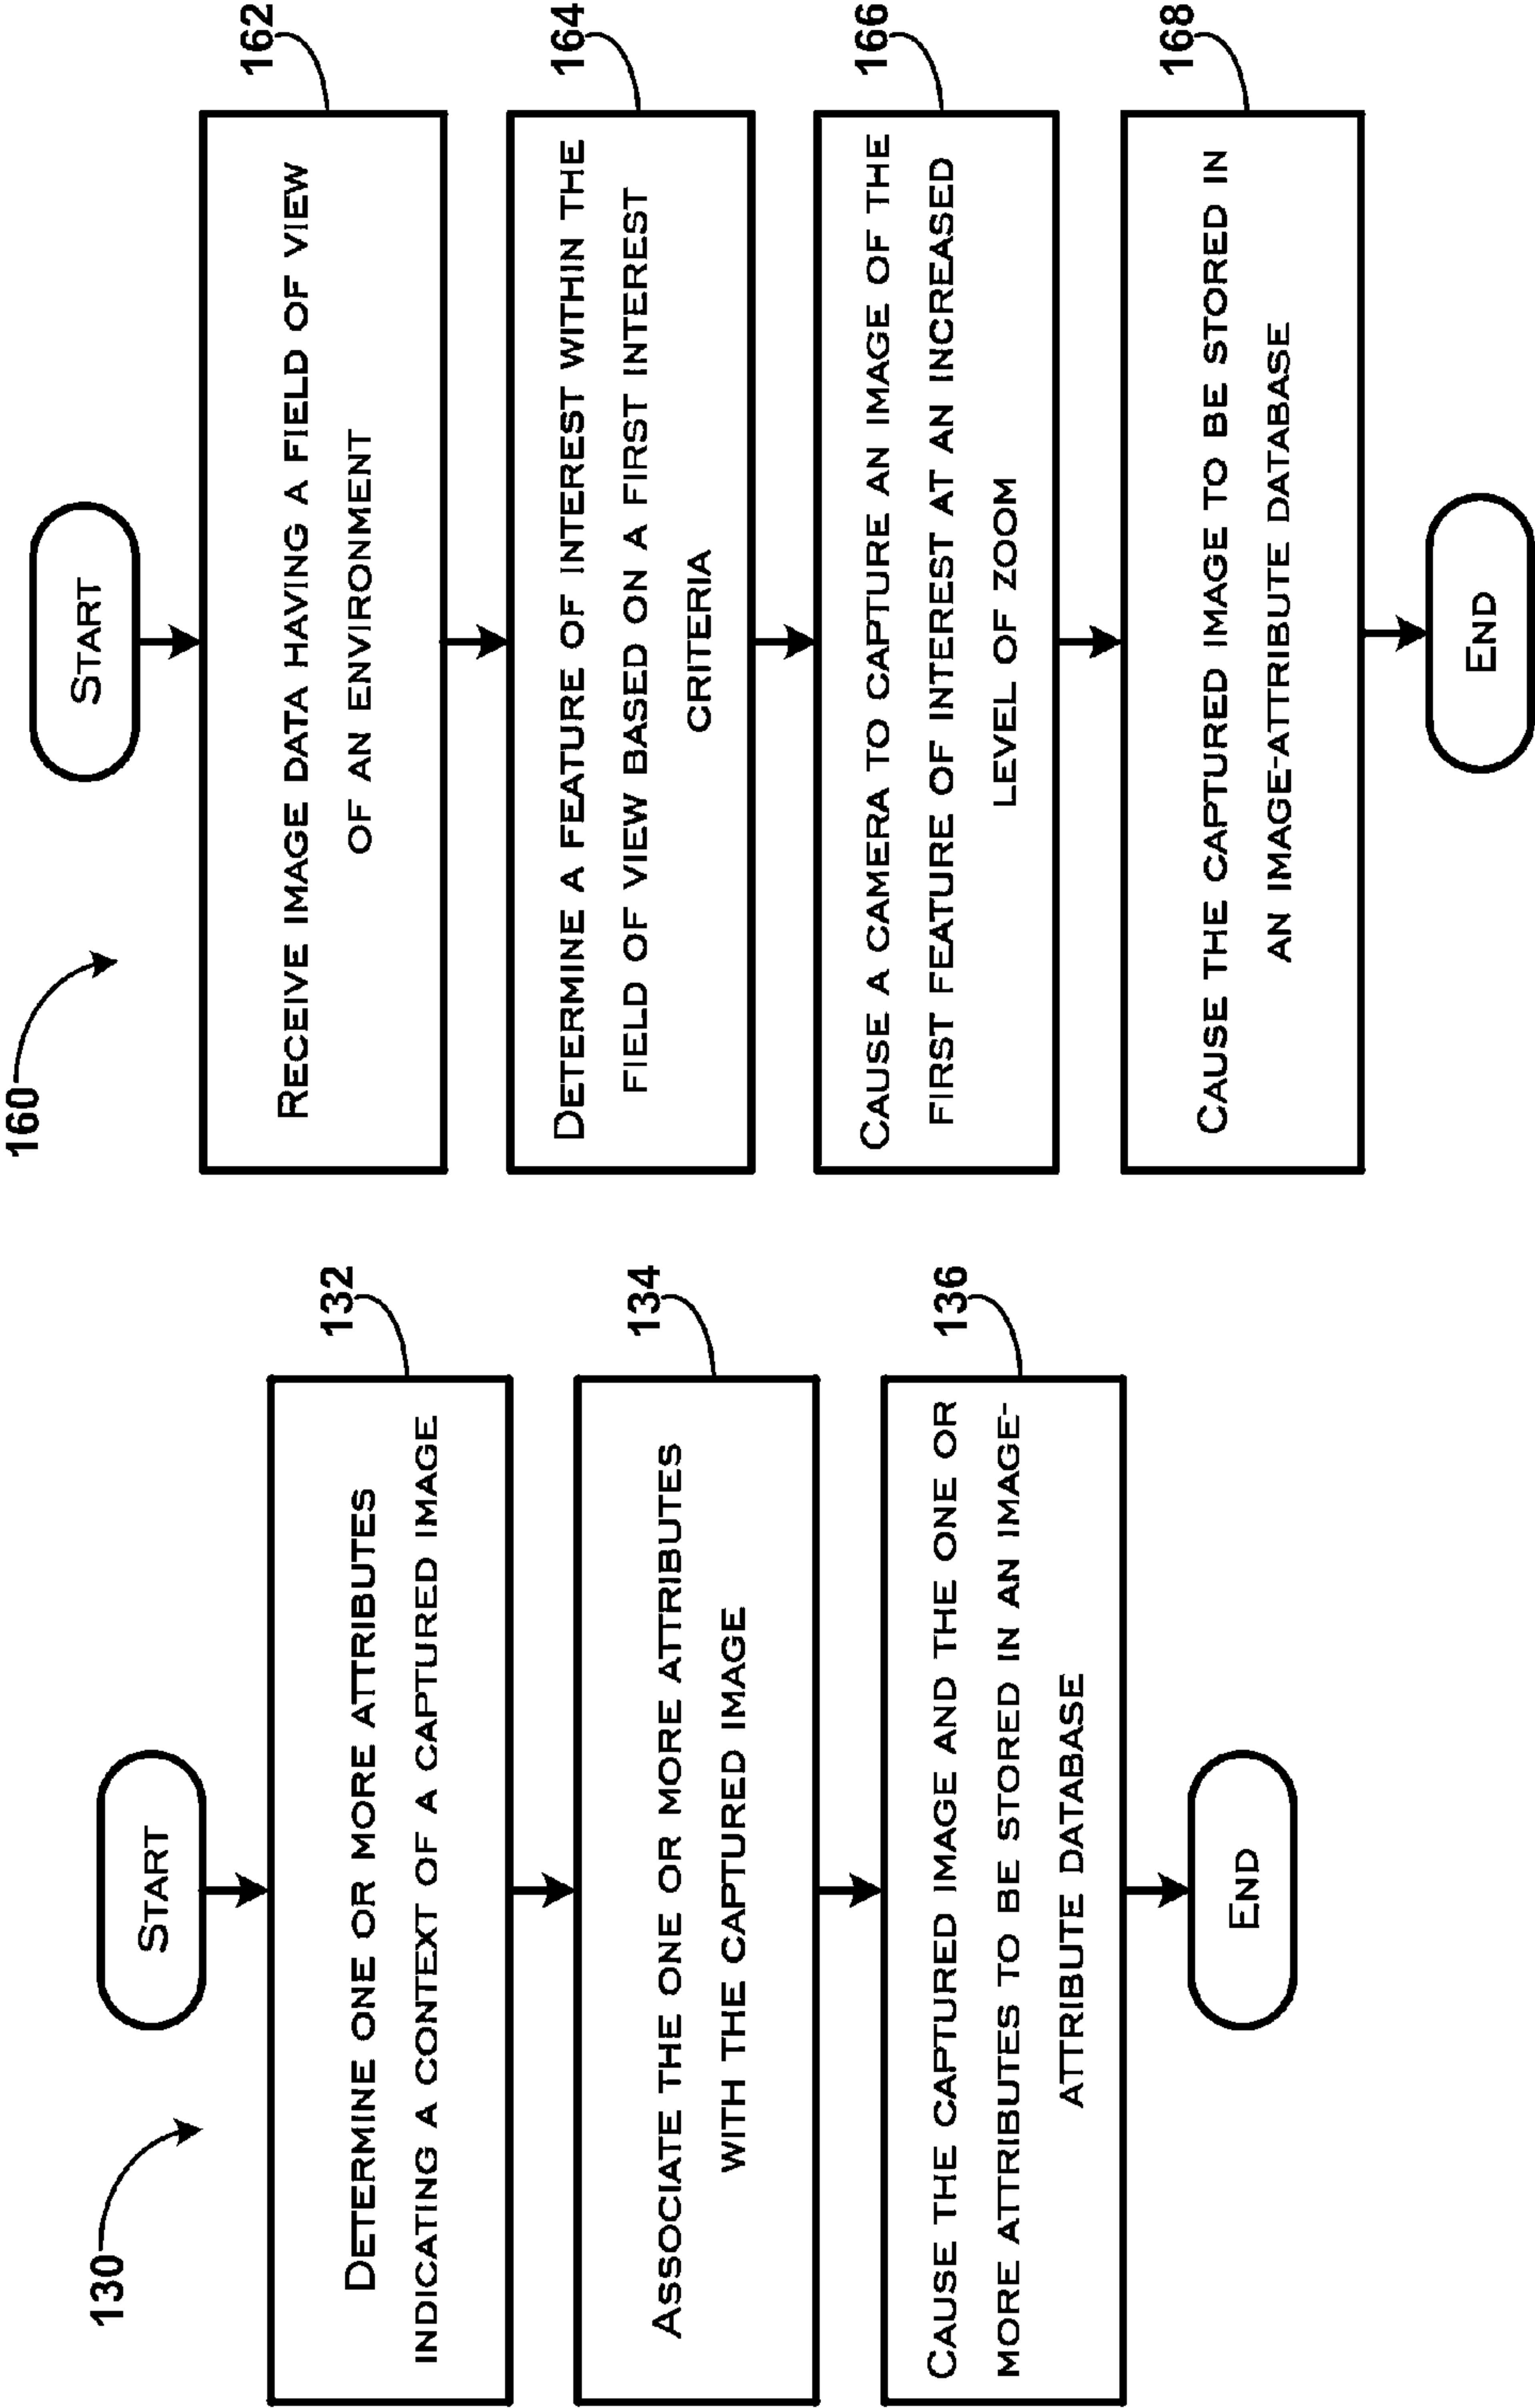 130
START
DETERMINE ONE OR MORE ATTRIBUTES
INDICATING A CONTEXT OF A CAPTURED IMAGE
132
ASSOCIATE THE ONE OR MORE ATTRIBUTES
WITH THE CAPTURED IMAGE
134
CAUSE THE CAPTURED IMAGE AND THE ONE OR
MORE ATTRIBUTES TO BE STORED IN AN IMAGE-
ATTRIBUTE DATABASE
136
END
160
START
RECEIVE IMAGE DATA HAVING A FIELD OF VIEW
OF AN ENVIRONMENT
162
DETERMINE A FEATURE OF INTEREST WITHIN THE
FIELD OF VIEW BASED ON A FIRST INTEREST
CRITERIA
164
CAUSE A CAMERA TO CAPTURE AN IMAGE OF THE
FIRST FEATURE OF INTEREST AT AN INCREASED
LEVEL OF ZOOM
166
CAUSE THE CAPTURED IMAGE TO BE STORED IN
AN IMAGE-ATTRIBUTE DATABASE
168
END